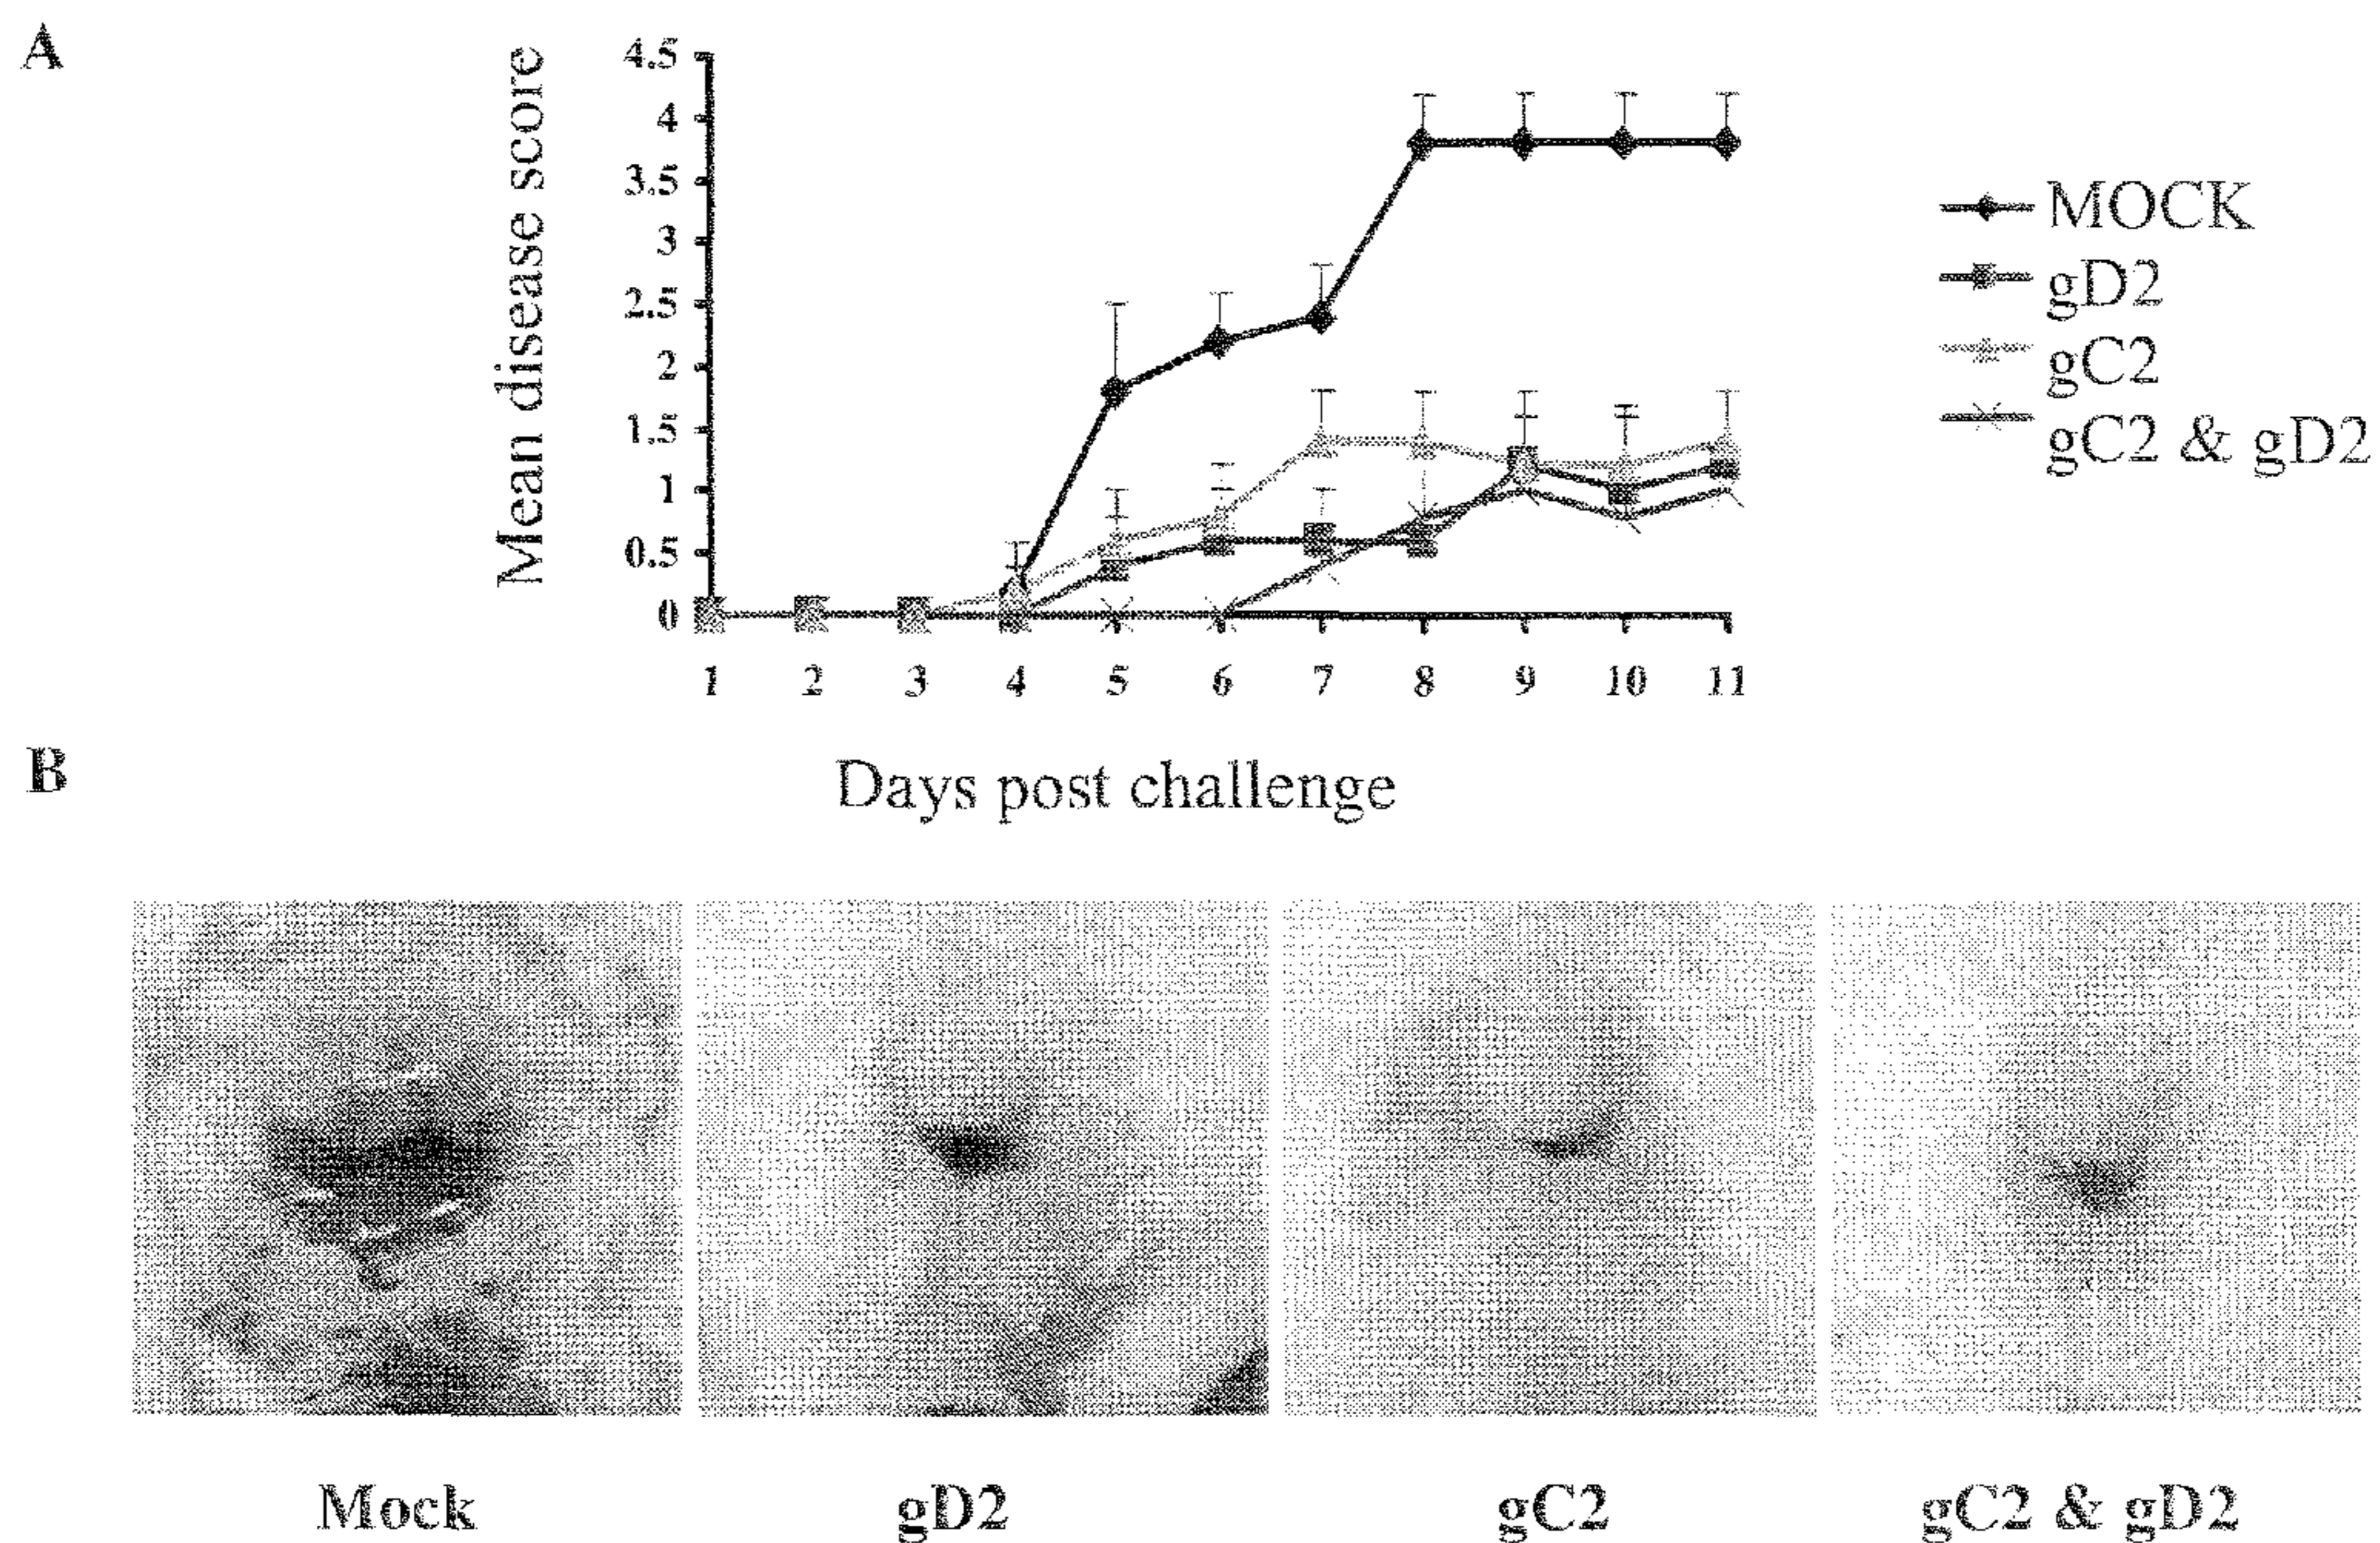 A
Mean disease score
4.5
4
3.5
3
2.5
2
1.5
1
0.5
0
MOCK
gD2
gC2
gC2 & gD2
1 2 3 4 5 6 7 8 9 10 11
Days post challenge
B
Mock gD2 gC2 gC2 & gD2